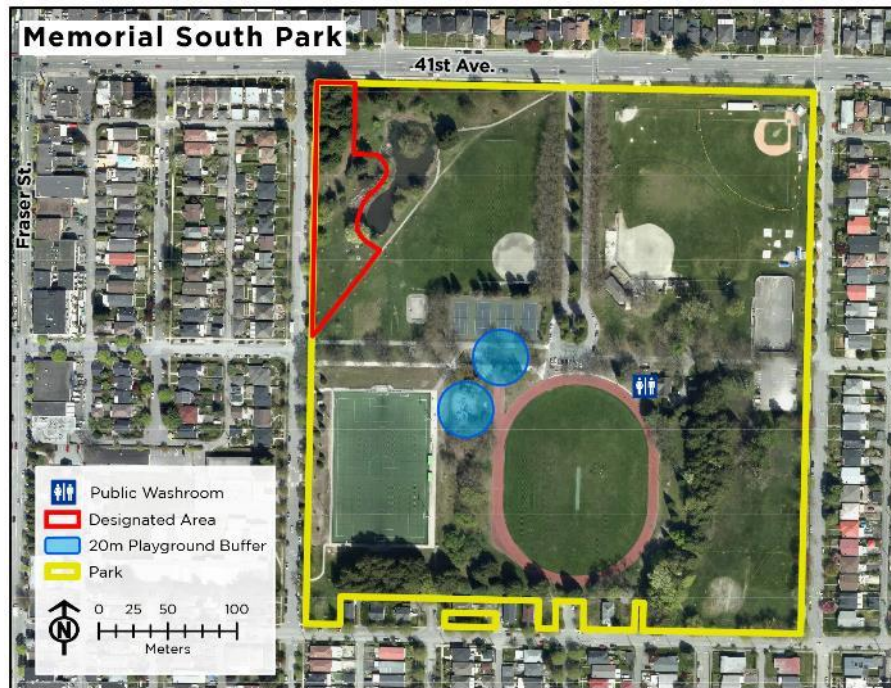 Memorial South Park
41st Ave.
Fraser St.
Public Washroom
Designated Area
20m Playground Buffer
Park
N
0 25 50 100
Meters